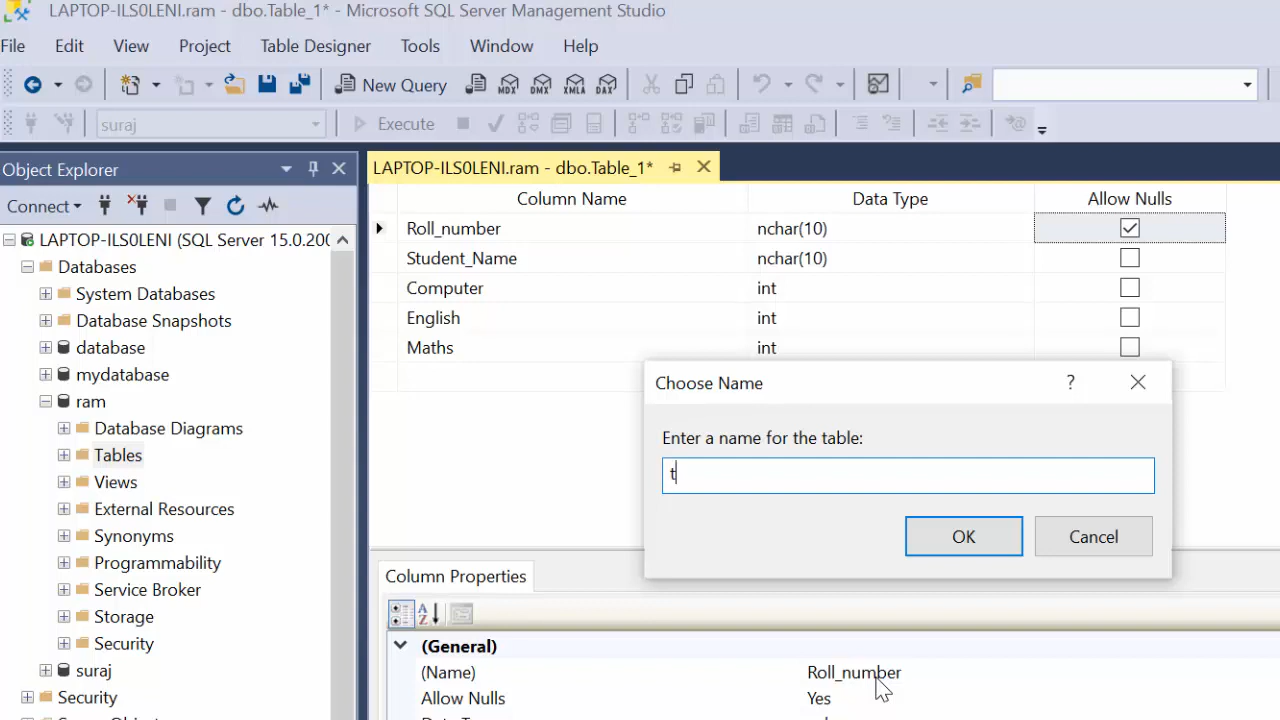 LAPTOP-ILS0LENI.ram - dbo.Table_1* - Microsoft SQL Server Management Studio
File Edit View Project Table Designer Tools Window Help
New Query MDX DMX XMLA DAX
suraj Execute
Object Explorer
LAPTOP-ILS0LENI.ram - dbo.Table_1*
Connect
Column Name Data Type Allow Nulls
LAPTOP-ILS0LENI (SQL Server 15.0.200
Roll_number nchar(10)
Student_Name nchar(10)
Computer int
English int
Maths int
Databases
System Databases
Database Snapshots
database
mydatabase
ram
Database Diagrams
Tables
Views
External Resources
Synonyms
Programmability
Service Broker
Storage
Security
suraj
Security
Choose Name ?
Enter a name for the table:
t
OK Cancel
Column Properties
A
Z
(General)
(Name) Roll_number
Allow Nulls Yes